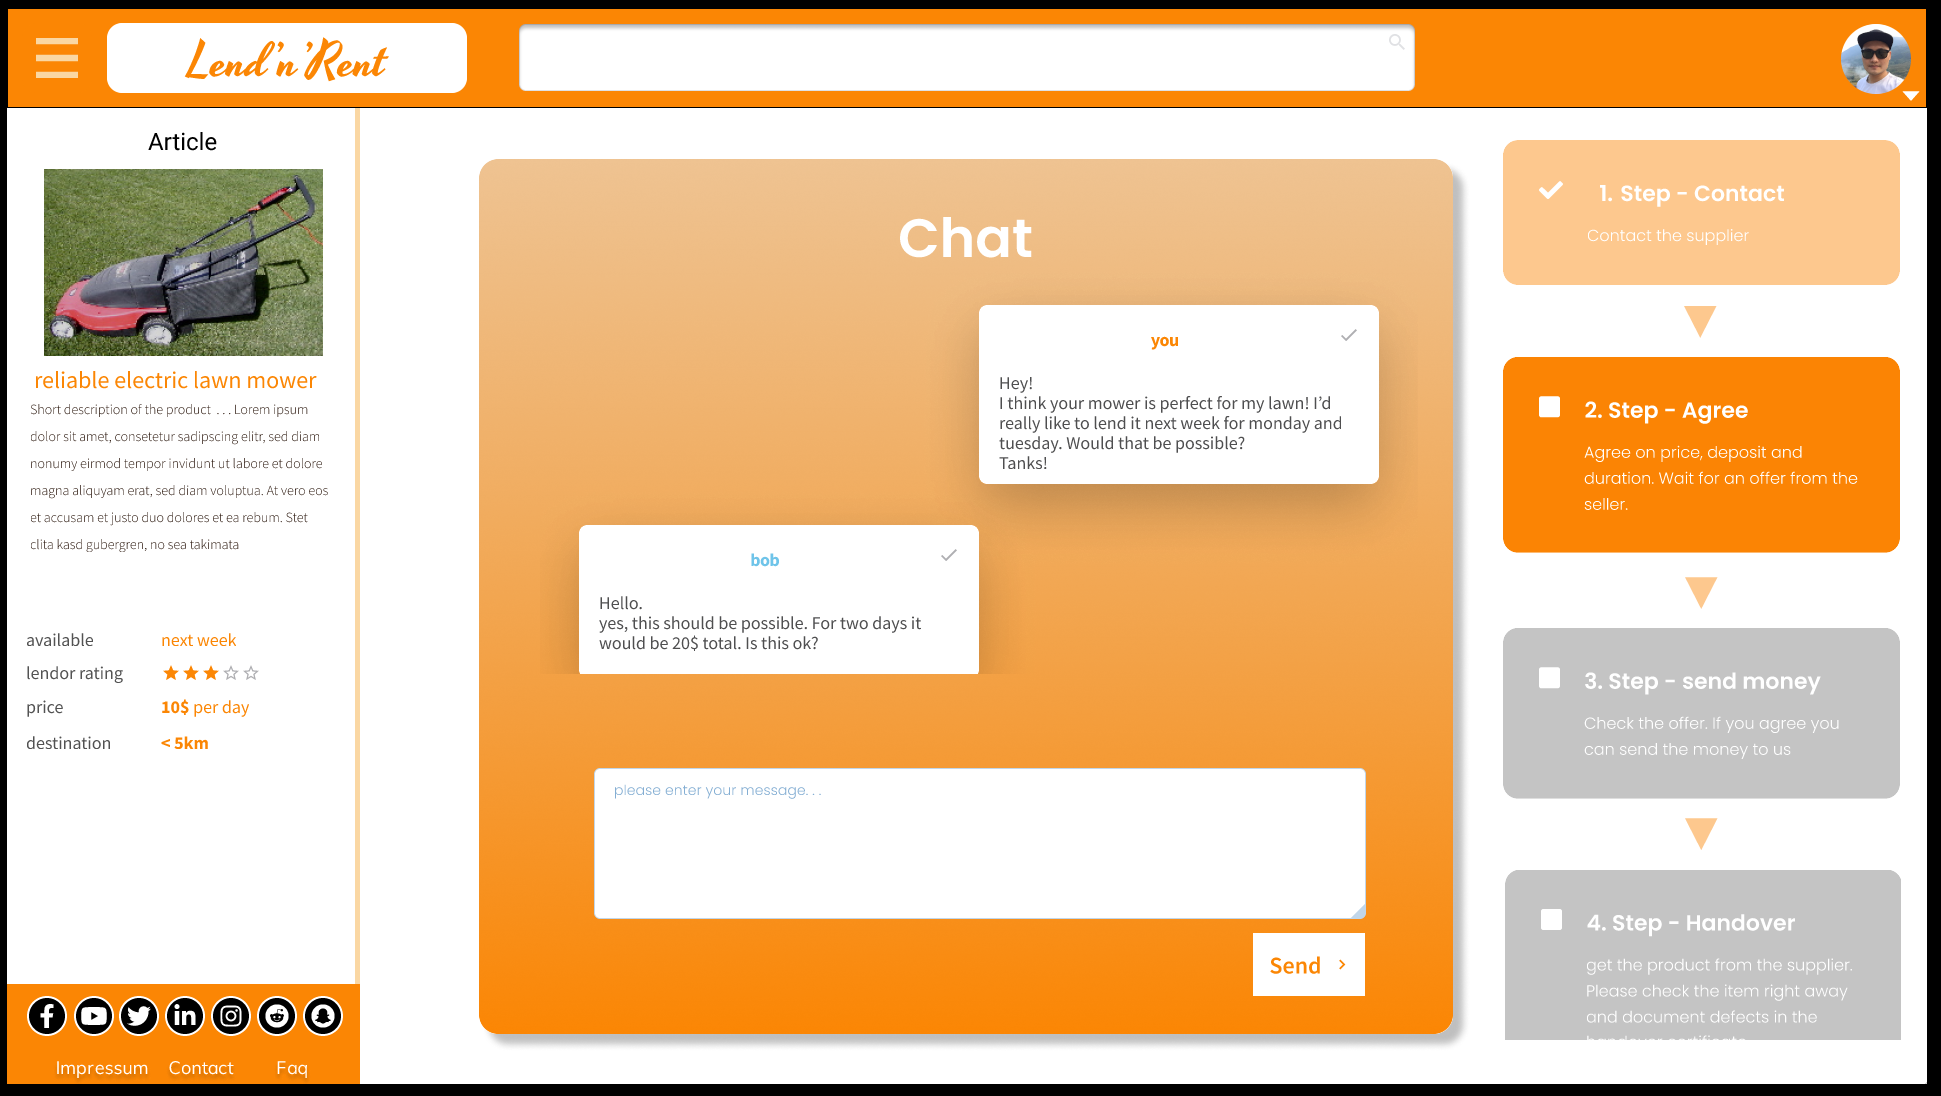 Lend'n'Rent
Article
reliable electric lawn mower
Short description of the product ... Lorem ipsum
dolor sit amet, consetetur sadipscing elitr, sed diam
nonumy eirmod tempor invidunt ut labore et dolore
magna aliquyam erat, sed diam voluptua. At vero eos
et accusam et justo duo dolores et ea rebum. Stet
clita kasd gubergren, no sea takimata
available next week
lendor rating
price 10$ per day
destination < 5km
Impressum Contact Faq
Chat
you
Hey!
I think your mower is perfect for my lawn! I’d
really like to lend it next week for monday and
tuesday. Would that be possible?
Tanks!
bob
Hello.
yes, this should be possible. For two days it
would be 20$ total. Is this ok?
please enter your message...
Send
1. Step - Contact
Contact the supplier
2. Step - Agree
Agree on price, deposit and
duration. Wait for an offer from the
seller.
3. Step - send money
Check the offer. If you agree you
can send the money to us
4. Step - Handover
get the product from the supplier.
Please check the item right away
and document defects in the
handover certificate